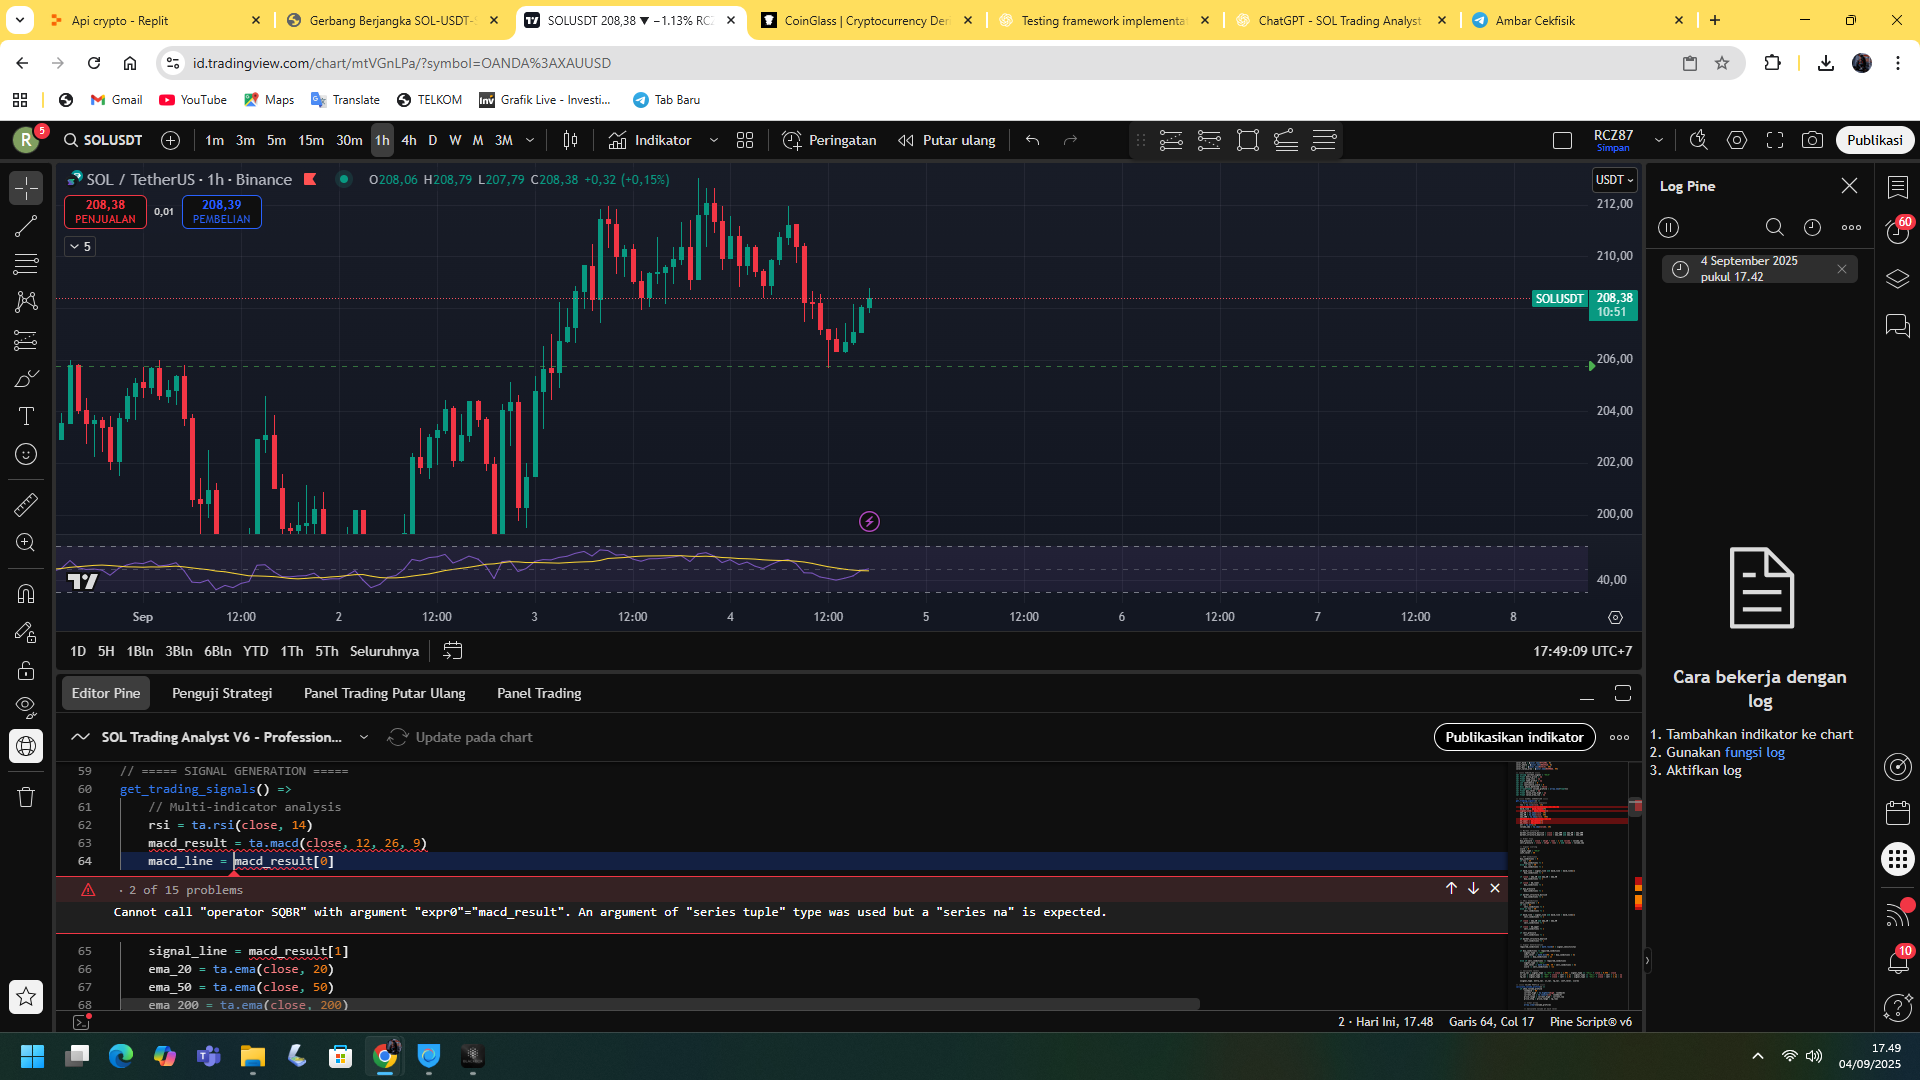 Api crypto - Replit
Gerbang Berjangka SOL-USDT-S
SOLUSDT 208,38 ▼ −1.13% RCZ
CoinGlass | Cryptocurrency Der
Testing framework implementa
ChatGPT - SOL Trading Analyst
Ambar Cekfisik
id.tradingview.com/chart/mtVGnLPa/?symbol=OANDA%3AXAUUSD
Gmail
YouTube
Maps
Translate
TELKOM
Grafik Live - Investi...
Tab Baru
R
5
SOLUSDT
1m 3m 5m 15m 30m 1h 4h D W M 3M
Indikator
Peringatan
Putar ulang
RCZ87
Simpan
Publikasi
SOL / TetherUS · 1h · Binance
O208,06 H208,79 L207,79 C208,38 +0,32 (+0,15%)
208,38
PENJUALAN
0,01
208,39
PEMBELIAN
5
USDT
212,00
210,00
SOLUSDT
208,38
10:51
206,00
204,00
202,00
200,00
40,00
Sep 12:00 2 12:00 3 12:00 4 12:00 5 12:00 6 12:00 7 12:00 8
1D 5H 1Bln 3Bln 6Bln YTD 1Th 5Th Seluruhnya
17:49:09 UTC+7
Editor Pine
Penguji Strategi
Panel Trading Putar Ulang
Panel Trading
SOL Trading Analyst V6 - Profession...
Update pada chart
Publikasikan indikator
59 // ===== SIGNAL GENERATION =====
60 get_trading_signals() =>
61 // Multi-indicator analysis
62 rsi = ta.rsi(close, 14)
63 macd_result = ta.macd(close, 12, 26, 9)
64 macd_line = macd_result[0]
· 2 of 15 problems
Cannot call "operator SQBR" with argument "expr0"="macd_result". An argument of "series tuple" type was used but a "series na" is expected.
65 signal_line = macd_result[1]
66 ema_20 = ta.ema(close, 20)
67 ema_50 = ta.ema(close, 50)
68 ema_200 = ta.ema(close, 200)
2 · Hari Ini, 17.48
Garis 64, Col 17
Pine Script® v6
Log Pine
4 September 2025
pukul 17.42
Cara bekerja dengan
log
1. Tambahkan indikator ke chart
2. Gunakan fungsi log
3. Aktifkan log
60
10
17.49
04/09/2025